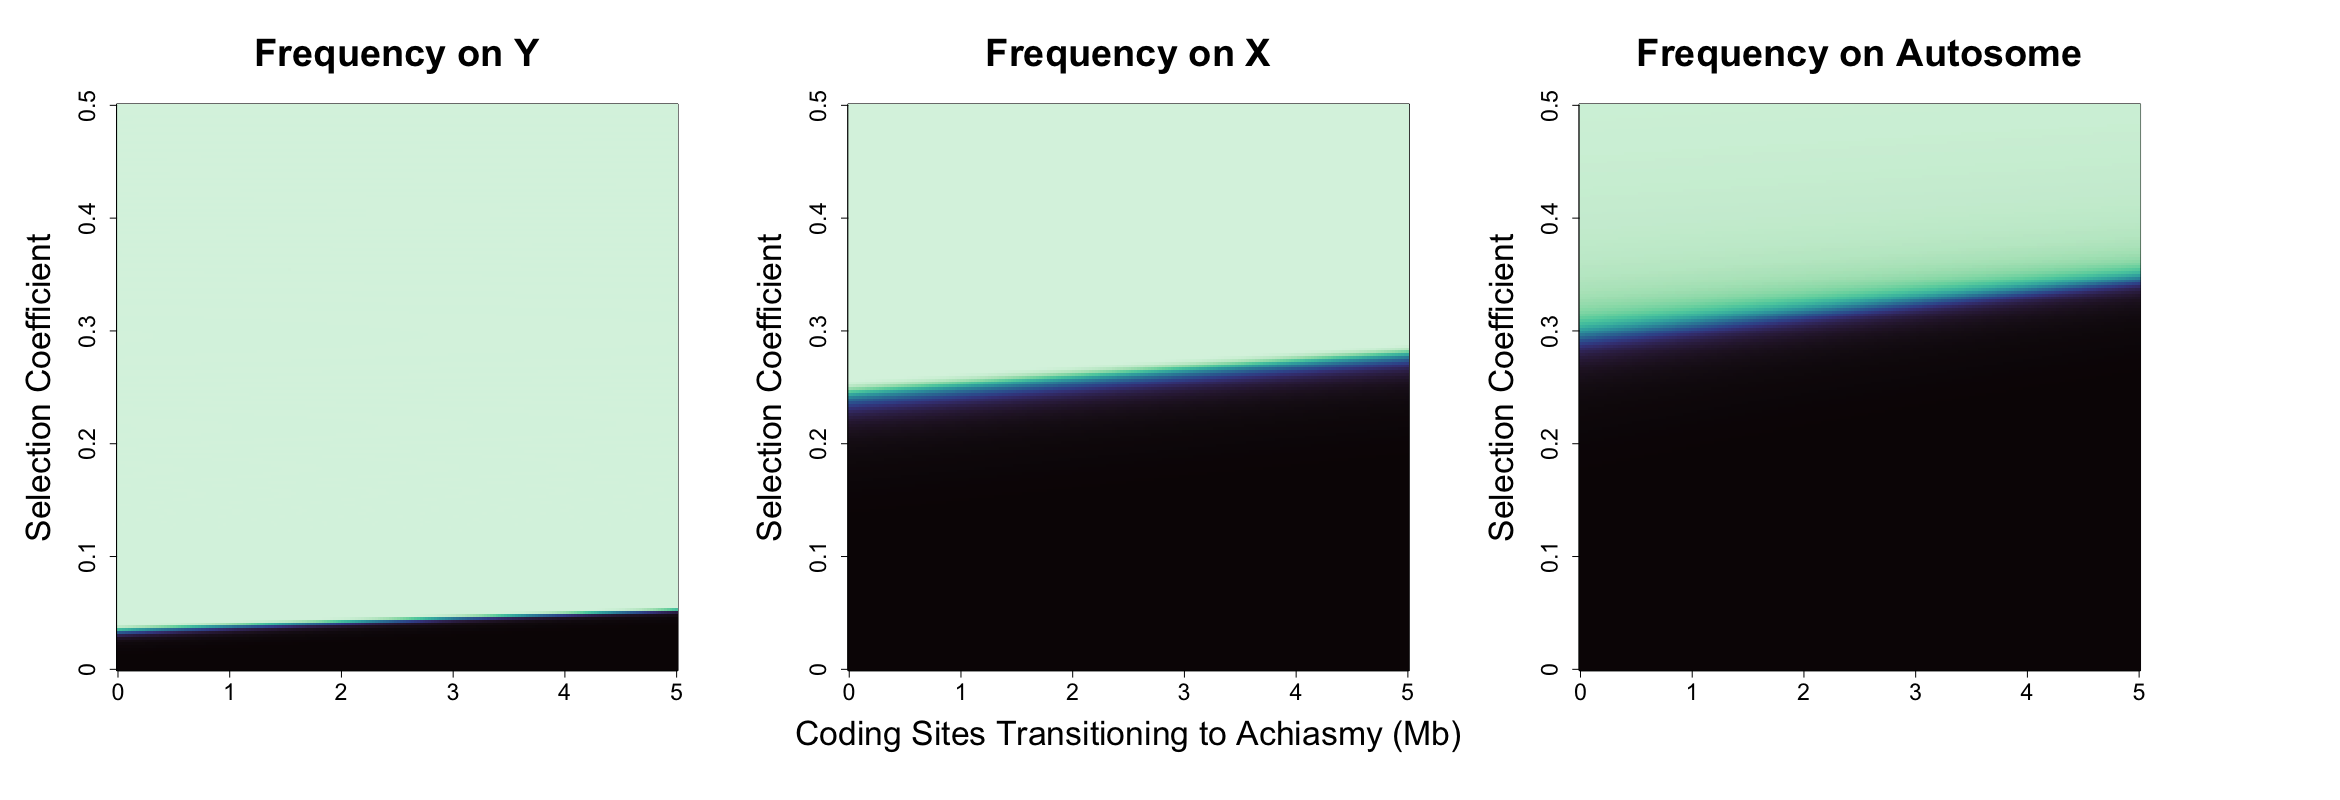 Frequency on Y
Frequency on X
Frequency on Autosome
Selection Coefficient
0.5
0.4
0.3
0.2
0.1
0
0 1 2 3 4 5
Selection Coefficient
0.5
0.4
0.3
0.2
0.1
0
0 1 2 3 4 5
Selection Coefficient
0.5
0.4
0.3
0.2
0.1
0
0 1 2 3 4 5
Coding Sites Transitioning to Achiasmy (Mb)